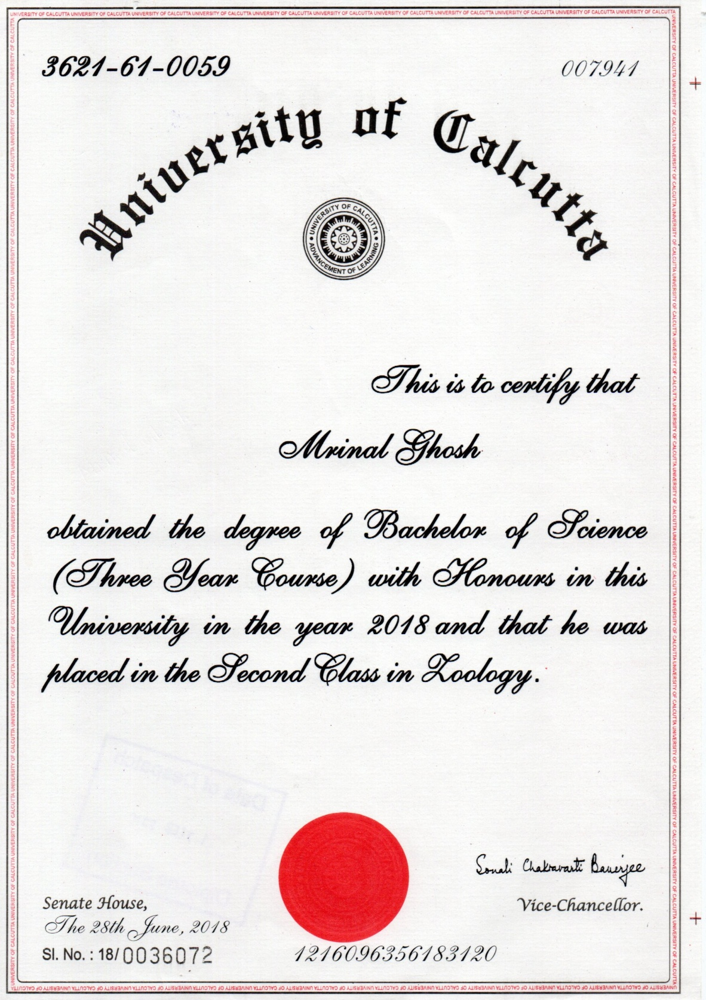 3621-61-0059
007941
University of Calcutta
UNIVERSITY OF CALCUTTA
ADVANCEMENT OF LEARNING
This is to certify that
Mrinal Ghosh
obtained the degree of Bachelor of Science
(Three Year Course) with Honours in this
University in the year 2018 and that he was
placed in the Second Class in Zoology.
Sonali Chakravarti Banerjee
Vice-Chancellor.
Senate House,
The 28th June, 2018
Sl. No. : 18/0036072
1216096356183120